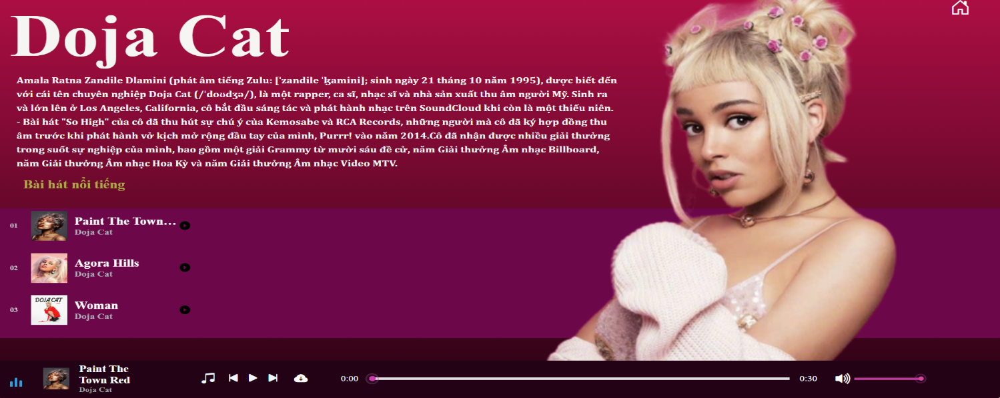 Doja Cat
Amala Ratna Zandile Dlamini (phát âm tiếng Zulu: [ˈzandile ˈɮamini]; sinh ngày 21 tháng 10 năm 1995), được biết đến
với cái tên chuyên nghiệp Doja Cat (/ˈdoʊdʒə/), là một rapper, ca sĩ, nhạc sĩ và nhà sản xuất thu âm người Mỹ. Sinh ra
và lớn lên ở Los Angeles, California, cô bắt đầu sáng tác và phát hành nhạc trên SoundCloud khi còn là một thiếu niên.
- Bài hát "So High" của cô đã thu hút sự chú ý của Kemosabe và RCA Records, những người mà cô đã ký hợp đồng thu
âm trước khi phát hành vở kịch mở rộng đầu tay của mình, Purrr! vào năm 2014.Cô đã nhận được nhiều giải thưởng
trong suốt sự nghiệp của mình, bao gồm một giải Grammy từ mười sáu đề cử, năm Giải thưởng Âm nhạc Billboard,
năm Giải thưởng Âm nhạc Hoa Kỳ và năm Giải thưởng Âm nhạc Video MTV.
Bài hát nổi tiếng
01
Paint The Town...
Doja Cat
02
Agora Hills
Doja Cat
DOJA CAT
03
Woman
Doja Cat
Paint The
Town Red
Doja Cat
0:00
0:30